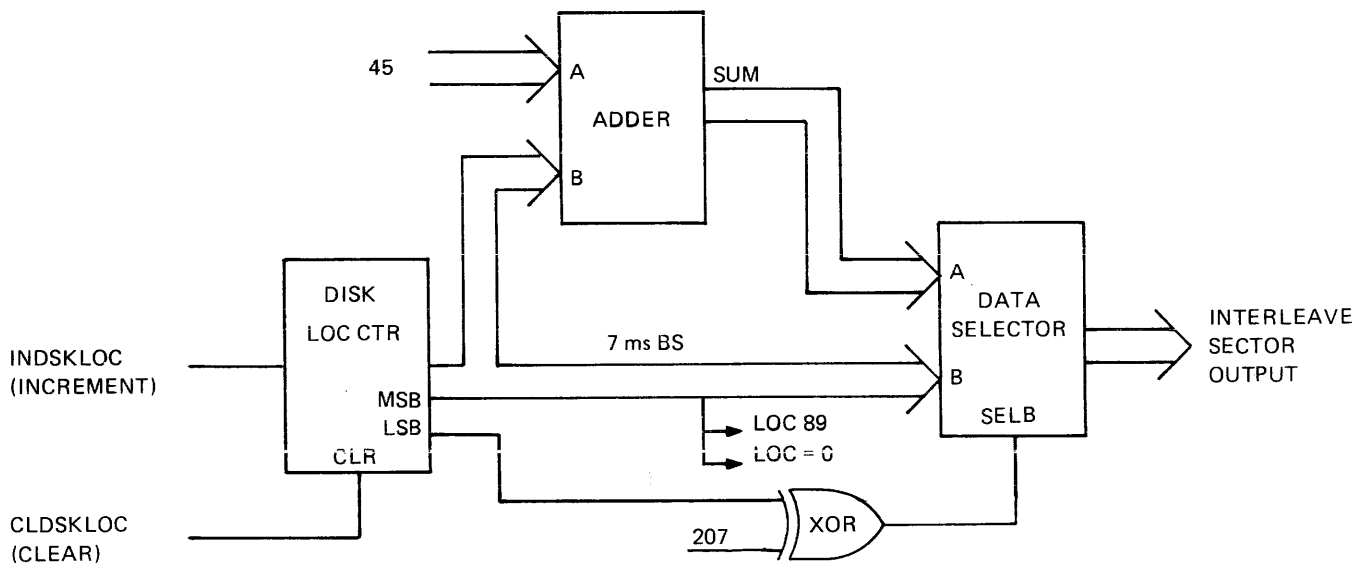 45
A
SUM
ADDER
B
A
DISK
LOC CTR
DATA
SELECTOR
INTERLEAVE
SECTOR
OUTPUT
7 ms BS
INDSKLOC
(INCREMENT)
B
MSB
LSB
SELB
LOC 89
LOC = 0
CLR
CLDSKLOC
(CLEAR)
207
XOR